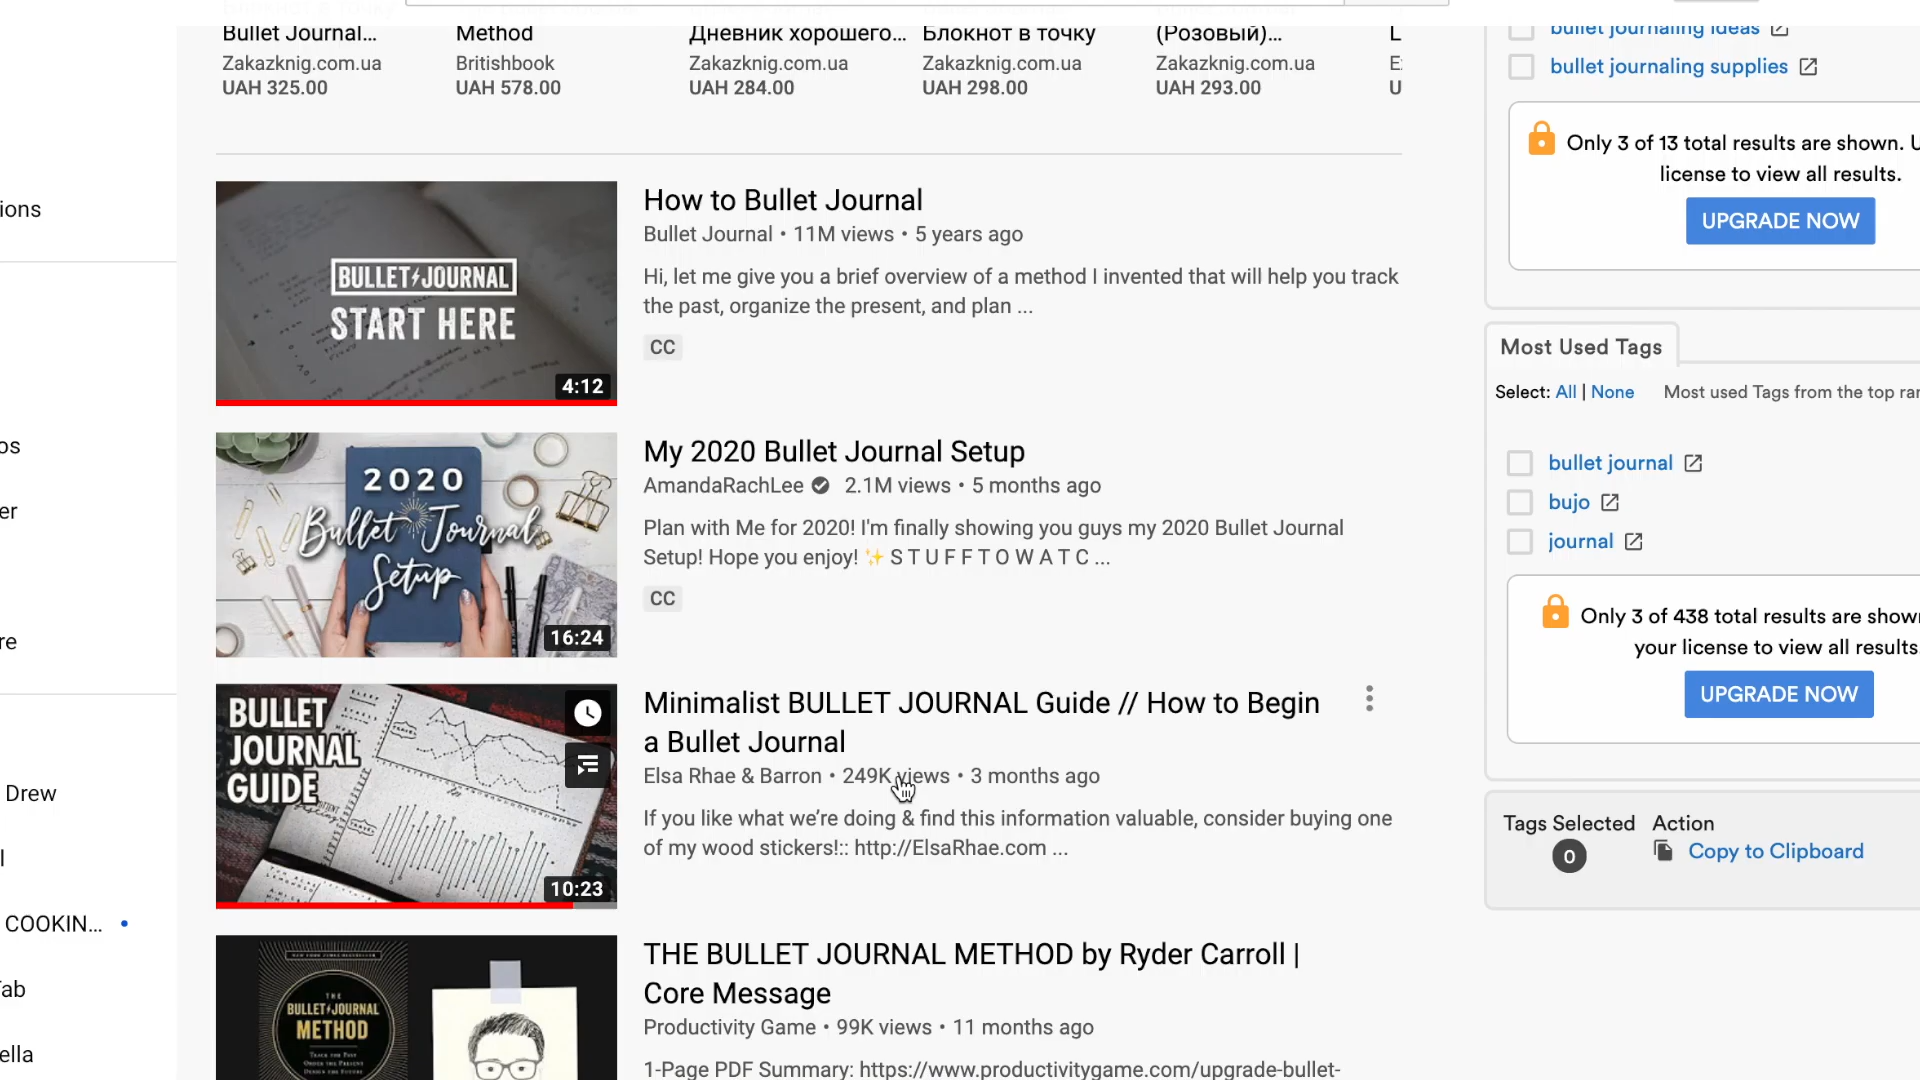 Bullet Journal...
Method
Дневник хорошего...
Блокнот в точку
(Розовый)...
L
Zakazknig.com.ua
Britishbook
Zakazknig.com.ua
Zakazknig.com.ua
Zakazknig.com.ua
UAH 325.00
UAH 578.00
UAH 284.00
UAH 298.00
UAH 293.00
U
ions
os
er
re
Drew
l
COOKIN... •
ab
ella
BULLET JOURNAL
START HERE
4:12
How to Bullet Journal
Bullet Journal • 11M views • 5 years ago
Hi, let me give you a brief overview of a method I invented that will help you track
the past, organize the present, and plan ...
CC
2020
Bullet Journal
Setup
16:24
My 2020 Bullet Journal Setup
AmandaRachLee 2.1M views • 5 months ago
Plan with Me for 2020! I'm finally showing you guys my 2020 Bullet Journal
Setup! Hope you enjoy! ✨ S T U F F T O W A T C ...
CC
BULLET
JOURNAL
GUIDE
10:23
Minimalist BULLET JOURNAL Guide // How to Begin
a Bullet Journal
Elsa Rhae & Barron • 249K views • 3 months ago
If you like what we're doing & find this information valuable, consider buying one
of my wood stickers!:: http://ElsaRhae.com ...
THE
BULLET JOURNAL
METHOD
THE BULLET JOURNAL METHOD by Ryder Carroll |
Core Message
Productivity Game • 99K views • 11 months ago
1-Page PDF Summary: https://www.productivitygame.com/upgrade-bullet-
bullet journaling ideas
bullet journaling supplies
Only 3 of 13 total results are shown. U
license to view all results.
UPGRADE NOW
Most Used Tags
Select: All | None Most used Tags from the top ran
bullet journal
bujo
journal
Only 3 of 438 total results are shown
your license to view all results.
UPGRADE NOW
Tags Selected
0
Action
Copy to Clipboard